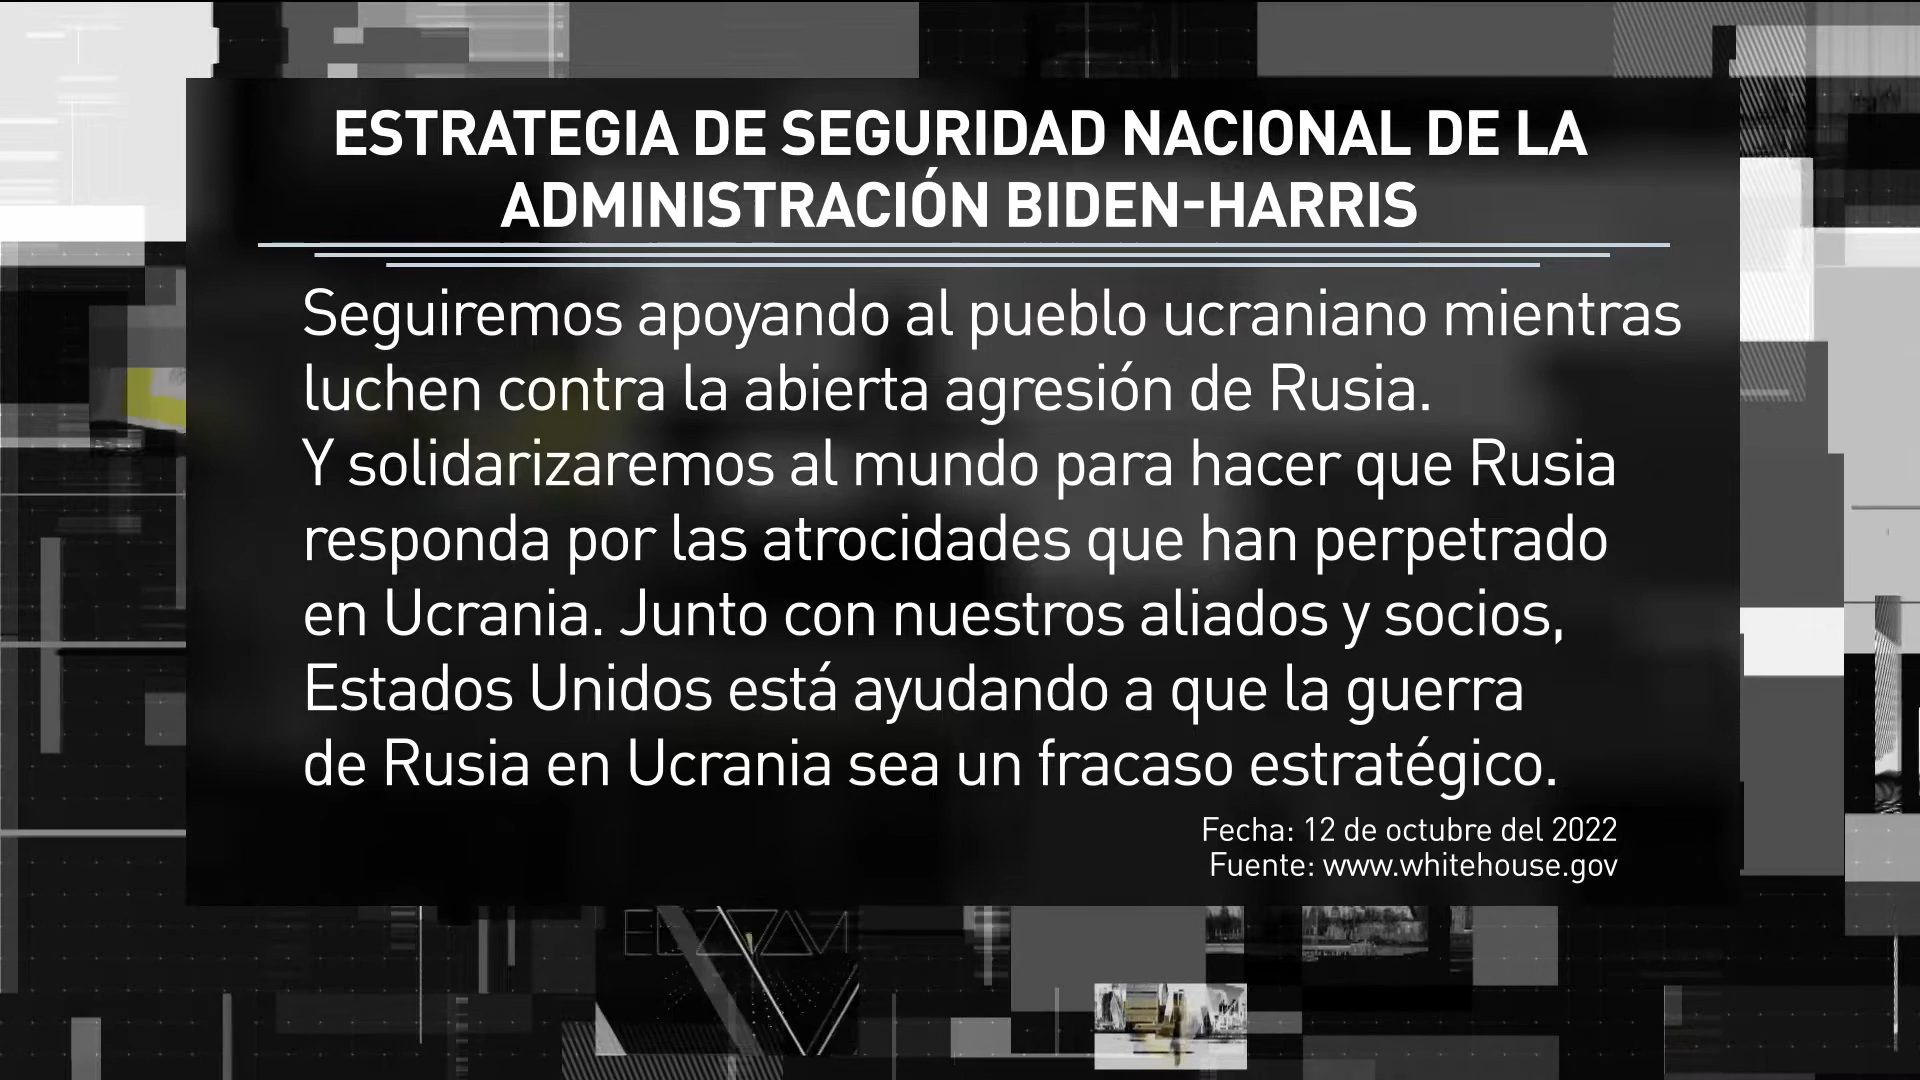 ESTRATEGIA DE SEGURIDAD NACIONAL DE LA
ADMINISTRACIÓN BIDEN-HARRIS
Seguiremos apoyando al pueblo ucraniano mientras
luchen contra la abierta agresión de Rusia.
Y solidarizaremos al mundo para hacer que Rusia
responda por las atrocidades que han perpetrado
en Ucrania. Junto con nuestros aliados y socios,
Estados Unidos está ayudando a que la guerra
de Rusia en Ucrania sea un fracaso estratégico.
Fecha: 12 de octubre del 2022
Fuente: www.whitehouse.gov